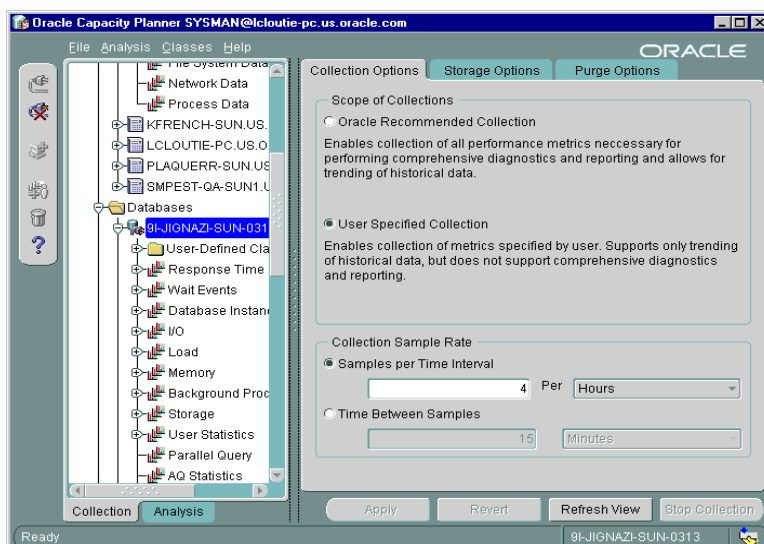 Oracle Capacity Planner SYSMAN@lcloutie-pc.us.oracle.com
File Analysis Classes Help
ORACLE
File System Data
Network Data
Process Data
KFRENCH-SUN.US.
LCLOUTIE-PC.US.O
PLAQUERR-SUN.US
SMPEST-QA-SUN1.U
Databases
9I-JIGNAZI-SUN-031
User-Defined Cla
Response Time
Wait Events
Database Instan
I/O
Load
Memory
Background Proc
Storage
User Statistics
Parallel Query
AQ Statistics
Collection Analysis
Collection Options Storage Options Purge Options
Scope of Collections
Oracle Recommended Collection
Enables collection of all performance metrics neccessary for
performing comprehensive diagnostics and reporting and allows for
trending of historical data.
User Specified Collection
Enables collection of metrics specified by user. Supports only trending
of historical data, but does not support comprehensive diagnostics
and reporting.
Collection Sample Rate
Samples per Time Interval
4 Per Hours
Time Between Samples
15 Minutes
Apply Revert Refresh View Stop Collection
Ready 9I-JIGNAZI-SUN-0313